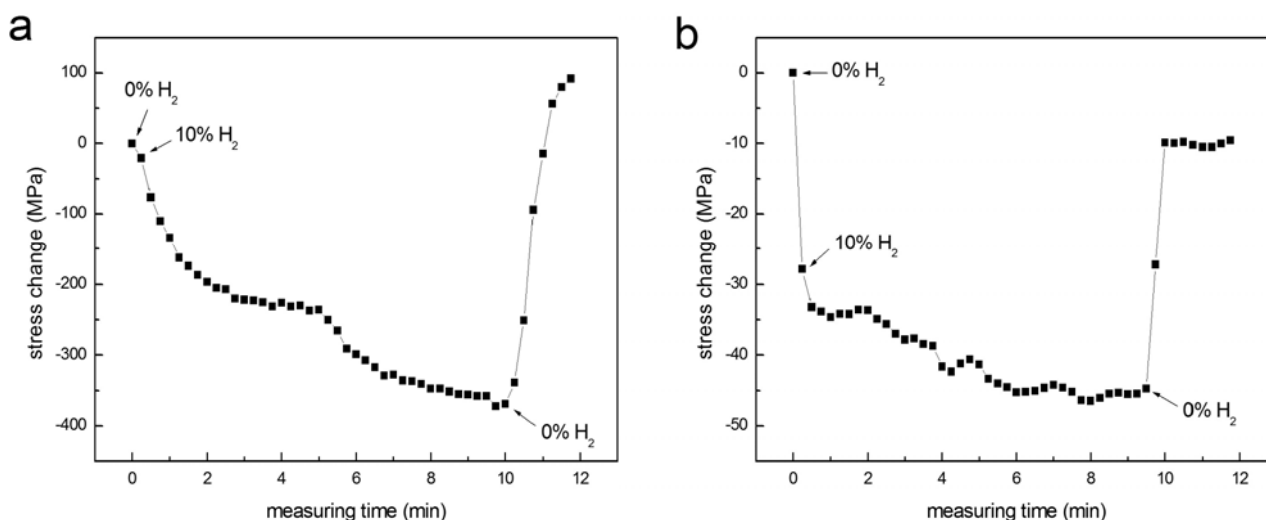 a
stress change (MPa)
100
0
-100
-200
-300
-400
0% H₂
10% H₂
0% H₂
0 2 4 6 8 10 12
measuring time (min)
b
stress change (MPa)
0
-10
-20
-30
-40
-50
0% H₂
10% H₂
0% H₂
0 2 4 6 8 10 12
measuring time (min)